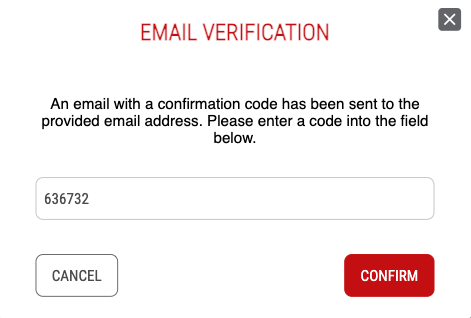 EMAIL VERIFICATION
An email with a confirmation code has been sent to the
provided email address. Please enter a code into the field
below.
636732
CANCEL
CONFIRM